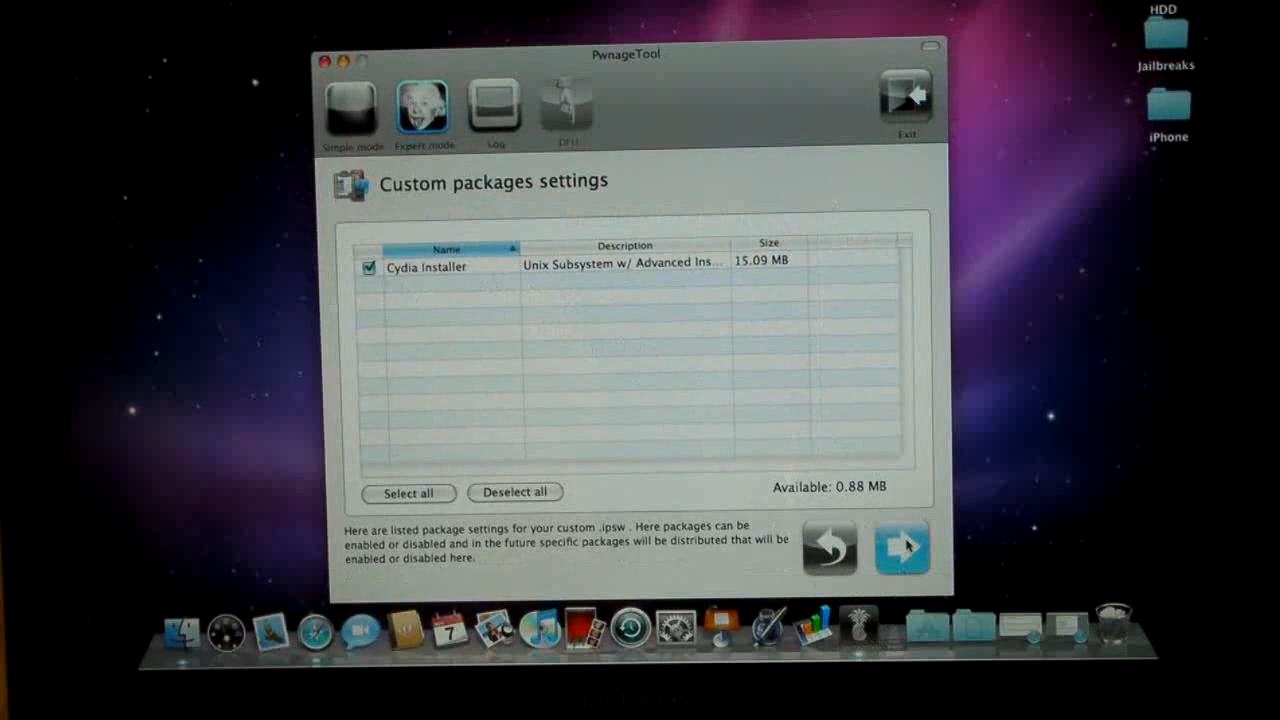 HDD
Jailbreaks
iPhone
PwnageTool
Simple mode
Expert mode
Log
DFU
Exit
Custom packages settings
Name
Description
Size
Cydia Installer
Unix Subsystem w/ Advanced Ins...
15.09 MB
Select all
Deselect all
Available: 0.88 MB
Here are listed package settings for your custom .ipsw . Here packages can be
enabled or disabled and in the future specific packages will be distributed that will be
enabled or disabled here.
7